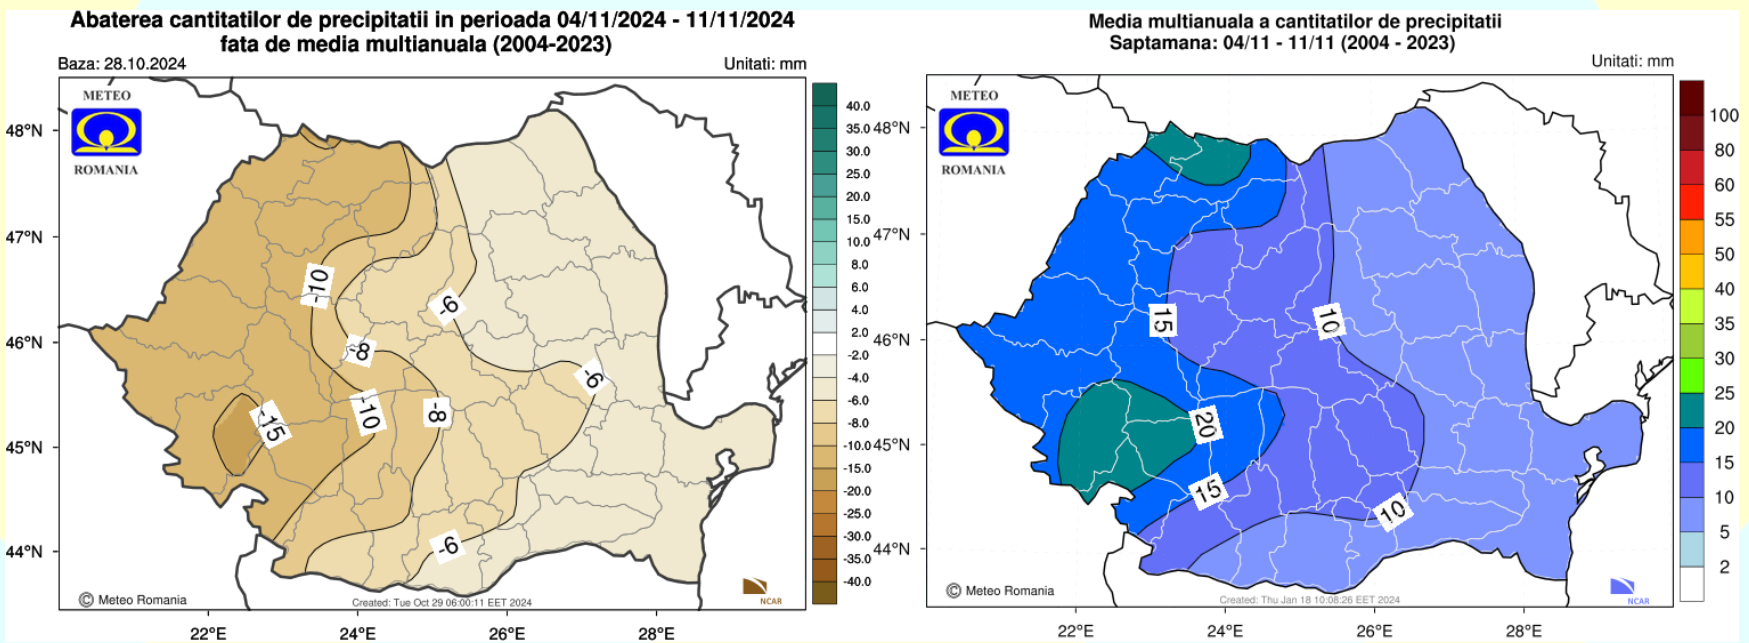 Abaterea cantitatilor de precipitatii in perioada 04/11/2024 - 11/11/2024
fata de media multianuala (2004-2023)
Baza: 28.10.2024
Unitati: mm
METEO
ROMANIA
48°N
47°N
46°N
45°N
44°N
-10
-6
-8
-6
-15
-10
-8
-6
40.0
35.0
30.0
25.0
20.0
15.0
10.0
8.0
6.0
4.0
2.0
-2.0
-4.0
-6.0
-8.0
-10.0
-15.0
-20.0
-25.0
-30.0
-35.0
-40.0
© Meteo Romania
Created: Tue Oct 29 06:00:11 EET 2024
NCAR
22°E
24°E
26°E
28°E
Media multianuala a cantitatilor de precipitatii
Saptamana: 04/11 - 11/11 (2004 - 2023)
Unitati: mm
METEO
ROMANIA
48°N
47°N
46°N
45°N
44°N
15
10
20
15
10
100
80
60
55
50
40
35
30
25
20
15
10
5
2
© Meteo Romania
Created: Thu Jan 18 10:08:26 EET 2024
NCAR
22°E
24°E
26°E
28°E